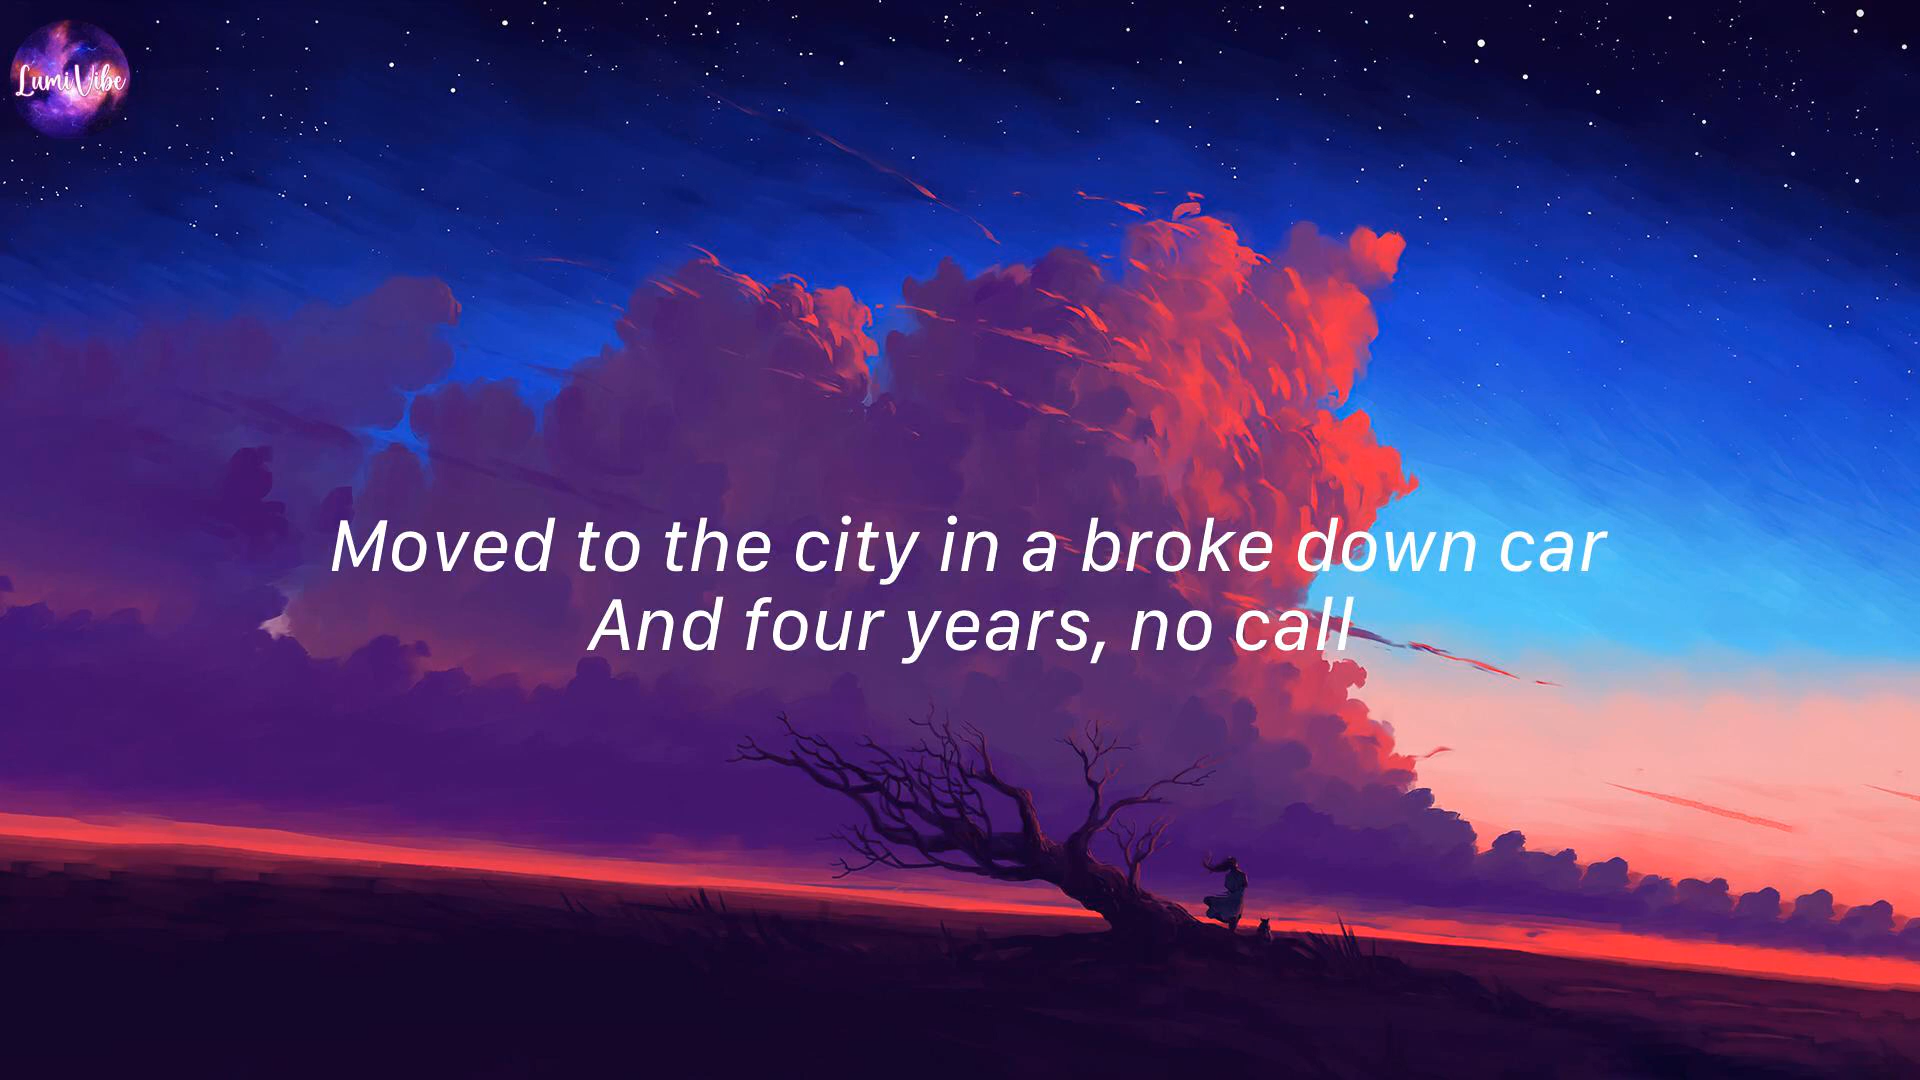 LumiVibe
Moved to the city in a broke down car
And four years, no call